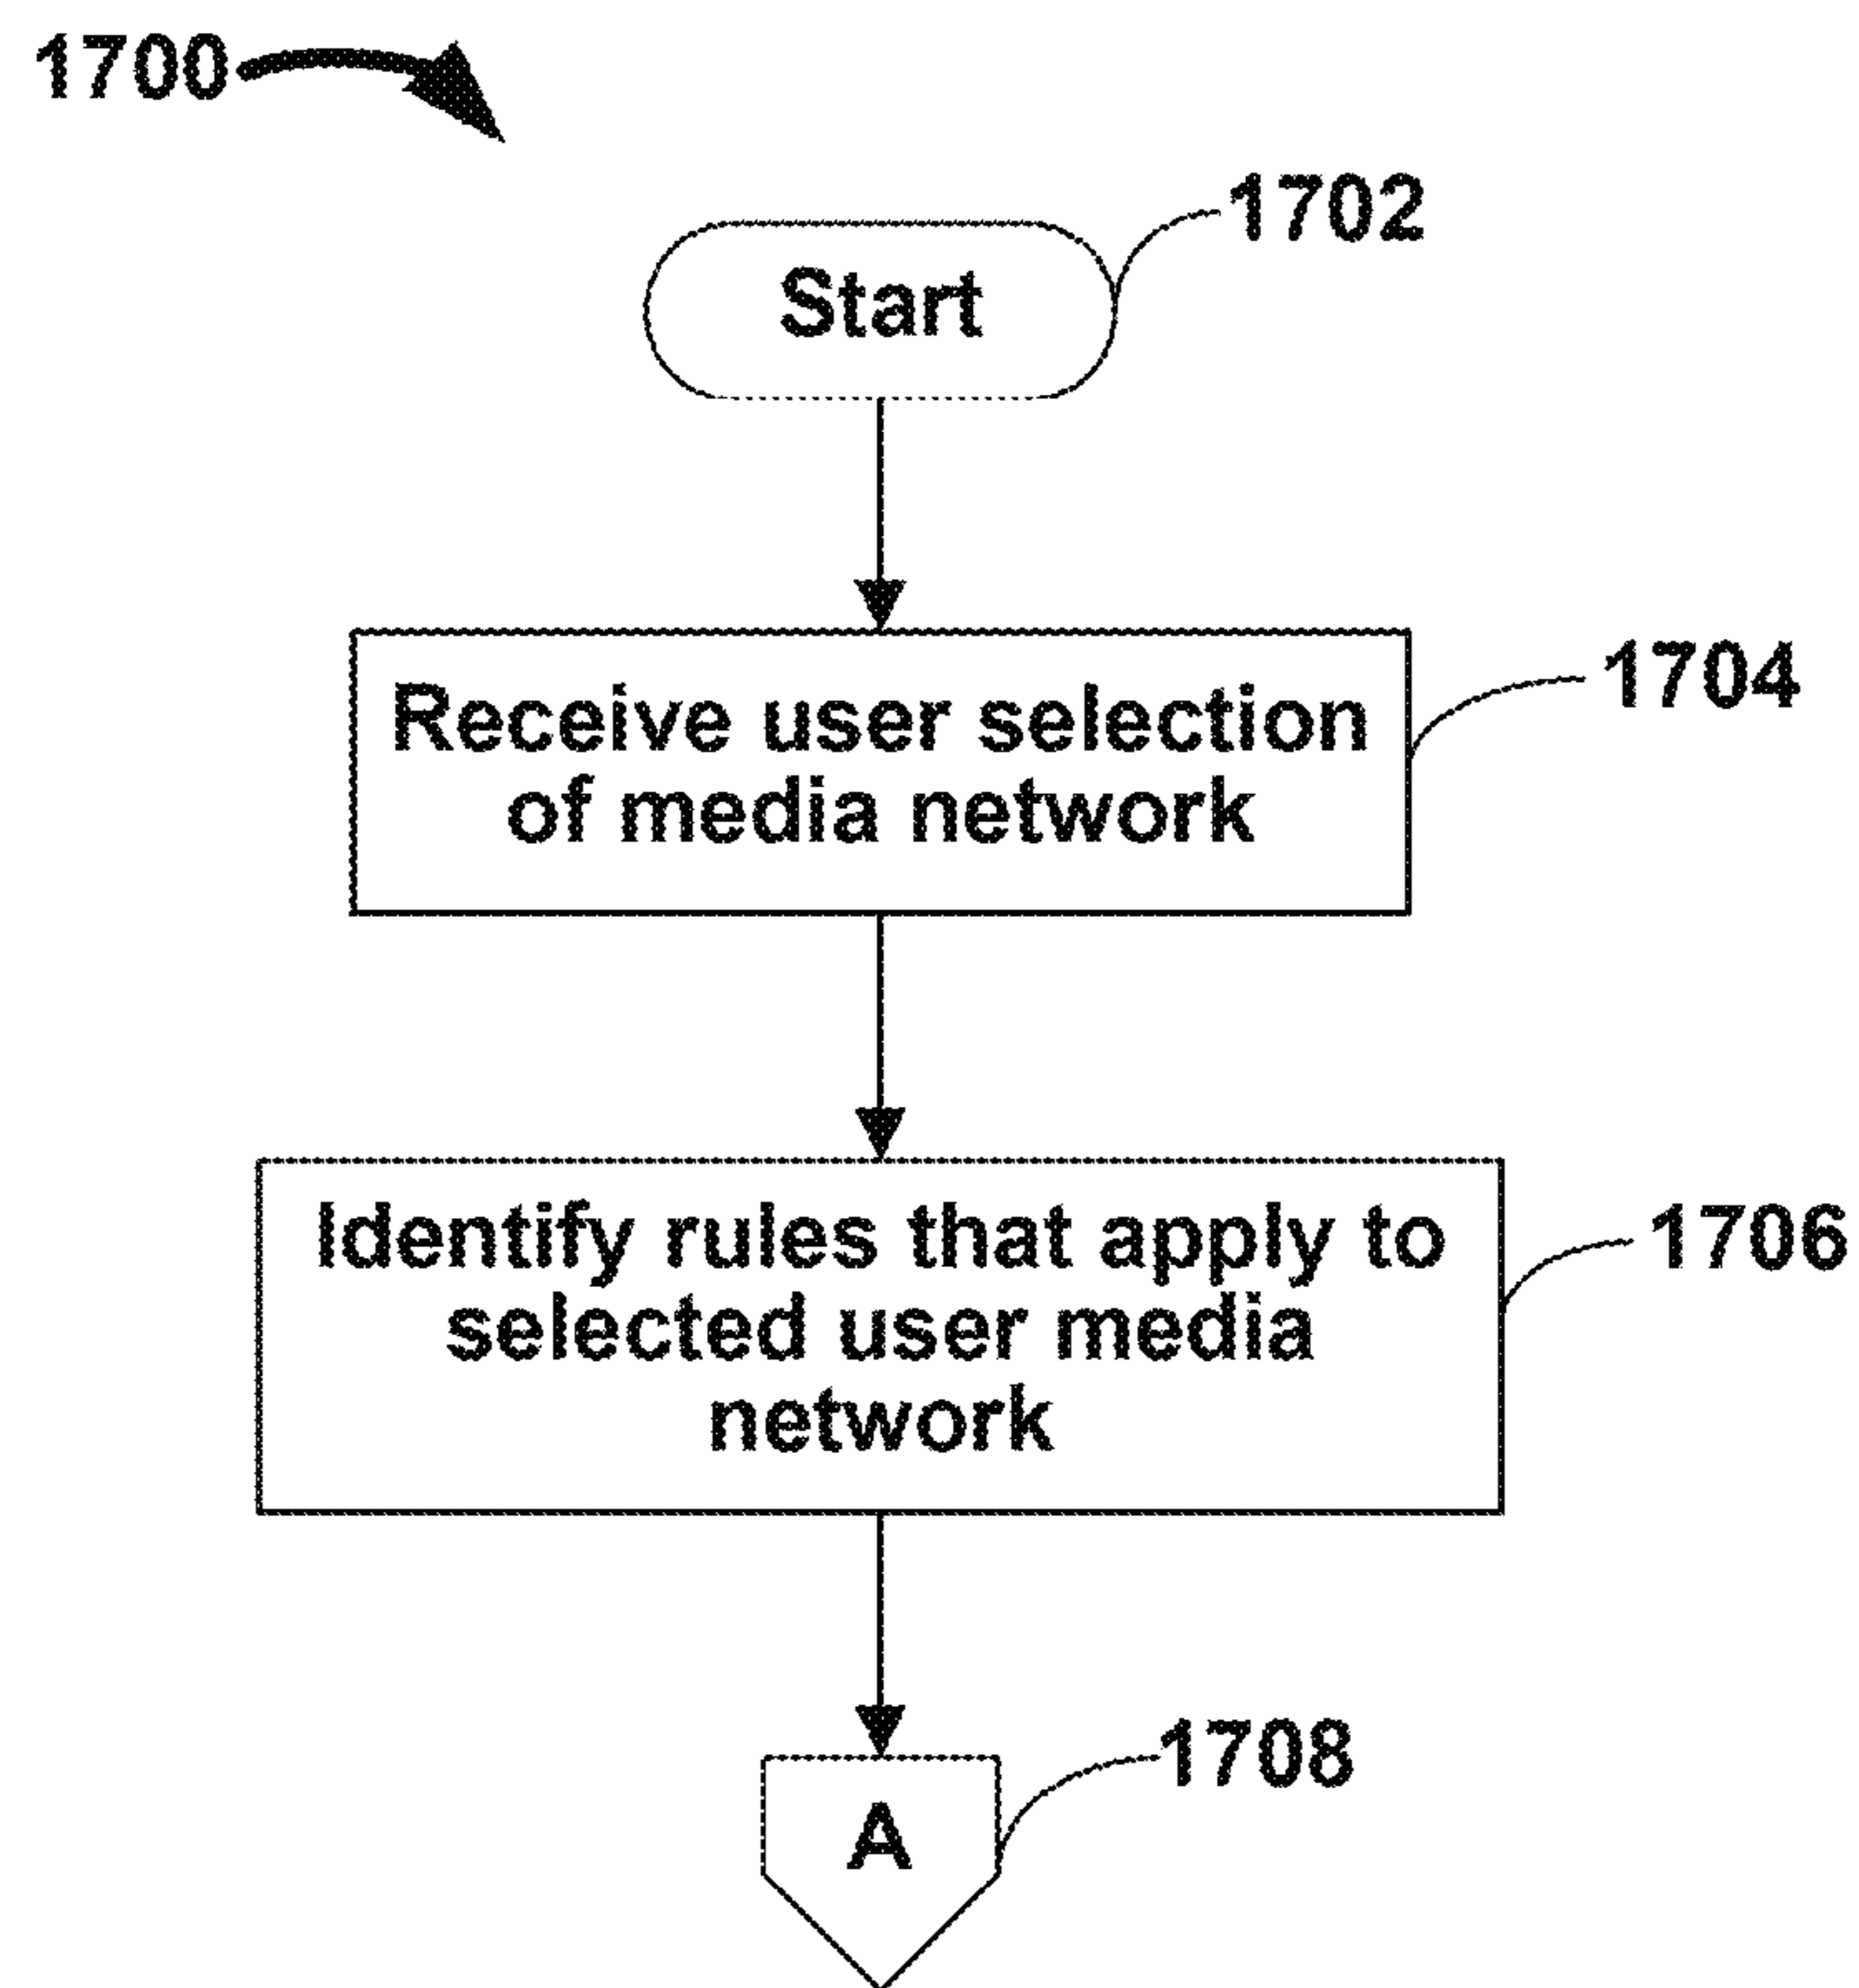 1700
1702
Start
1704
Receive user selection
of media network
1706
Identify rules that apply to
selected user media
network
1708
A